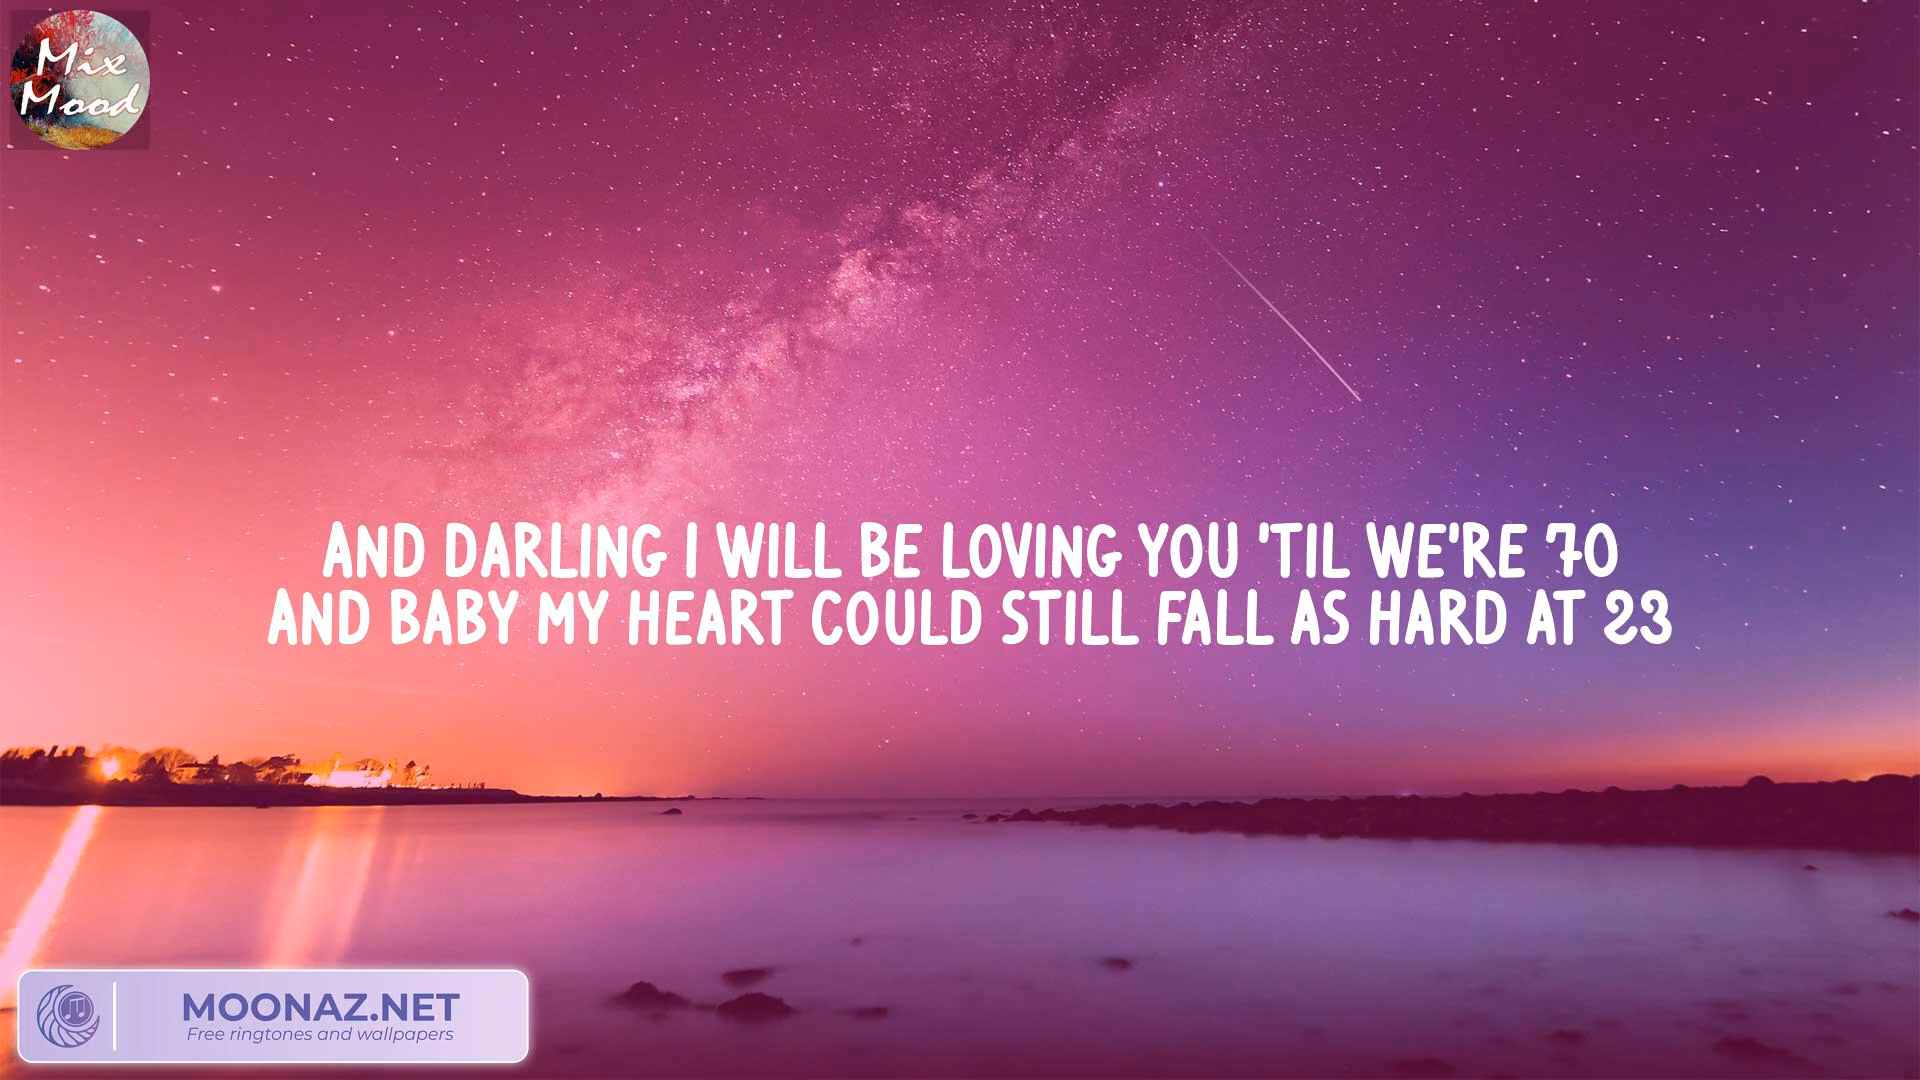 Mix
Mood
AND DARLING I WILL BE LOVING YOU 'TIL WE'RE 70
AND BABY MY HEART COULD STILL FALL AS HARD AT 23
MOONAZ.NET
Free ringtones and wallpapers